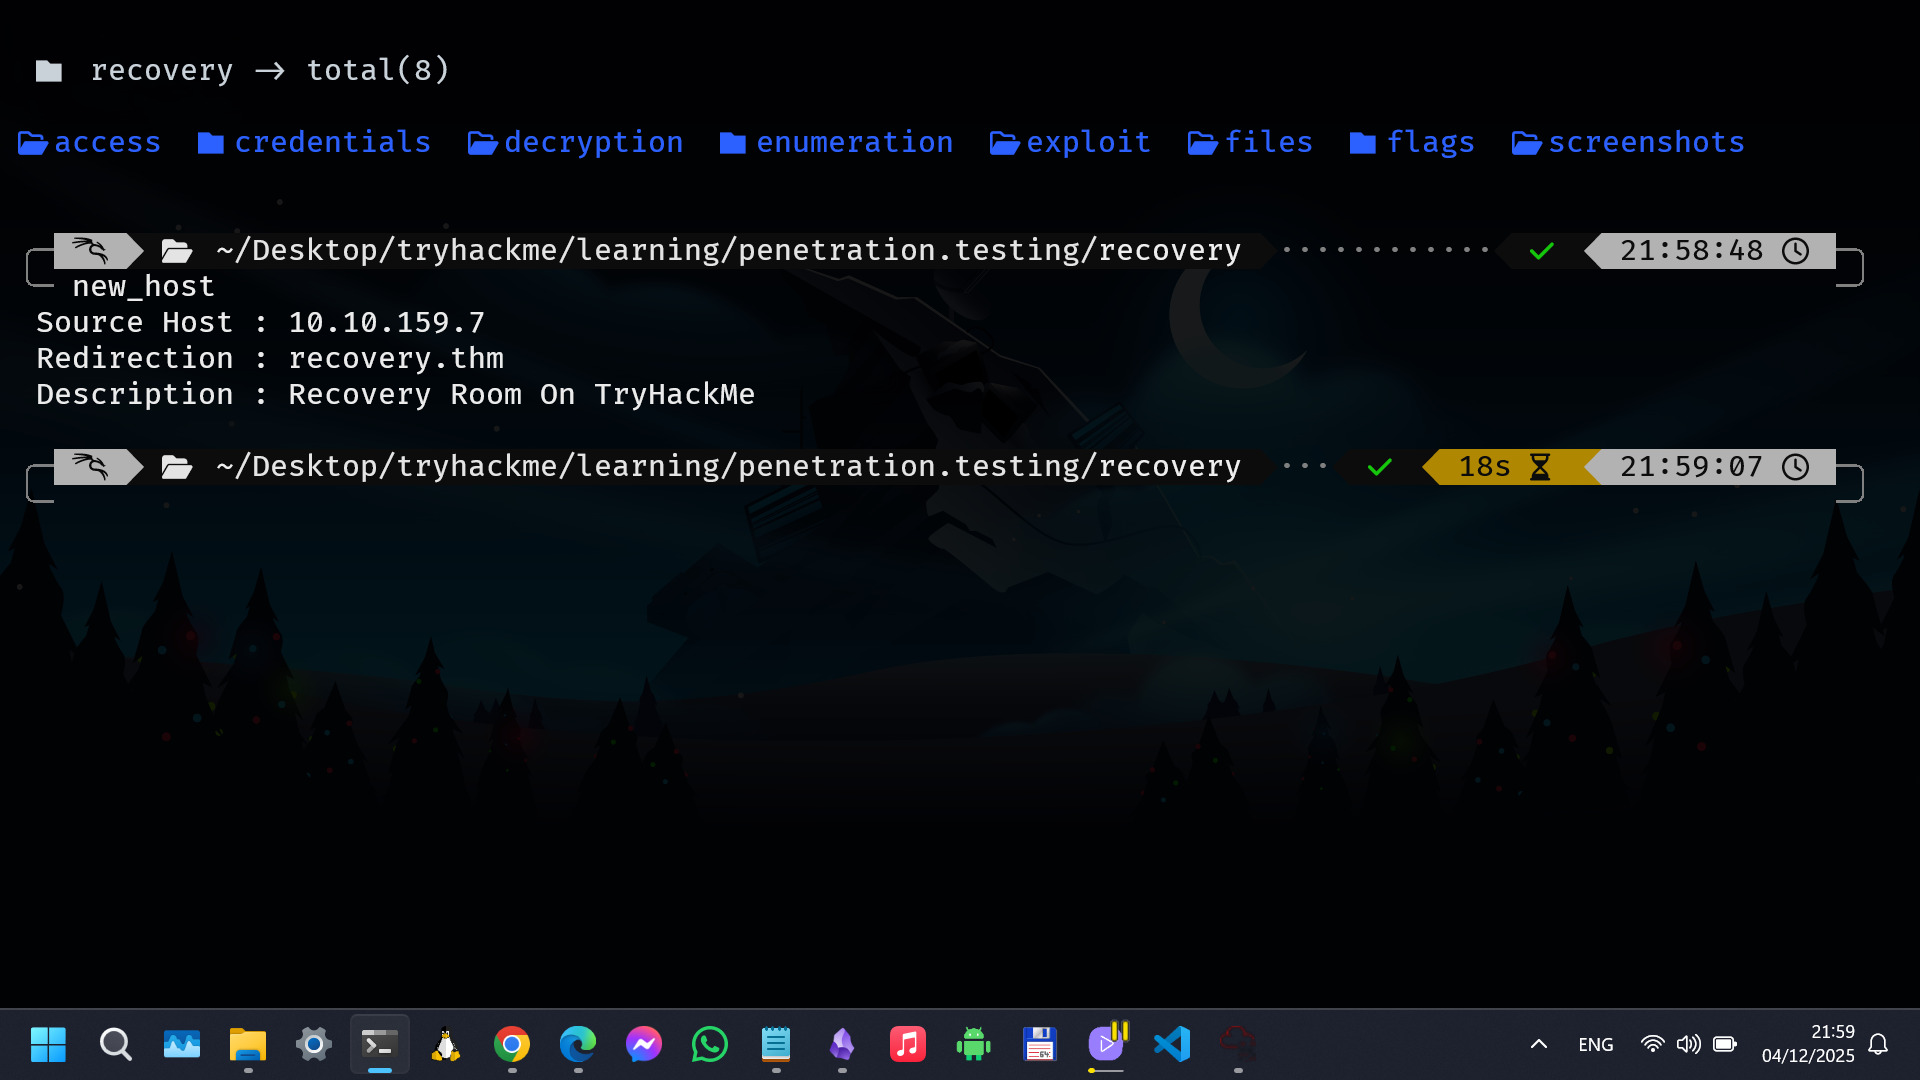 recovery → total(8)
access credentials decryption enumeration exploit files flags screenshots
~/Desktop/tryhackme/learning/penetration.testing/recovery ············ ✓ 21:58:48
new_host
Source Host : 10.10.159.7
Redirection : recovery.thm
Description : Recovery Room On TryHackMe
~/Desktop/tryhackme/learning/penetration.testing/recovery ··· ✓ 18s 21:59:07
64
ENG
21:59
04/12/2025